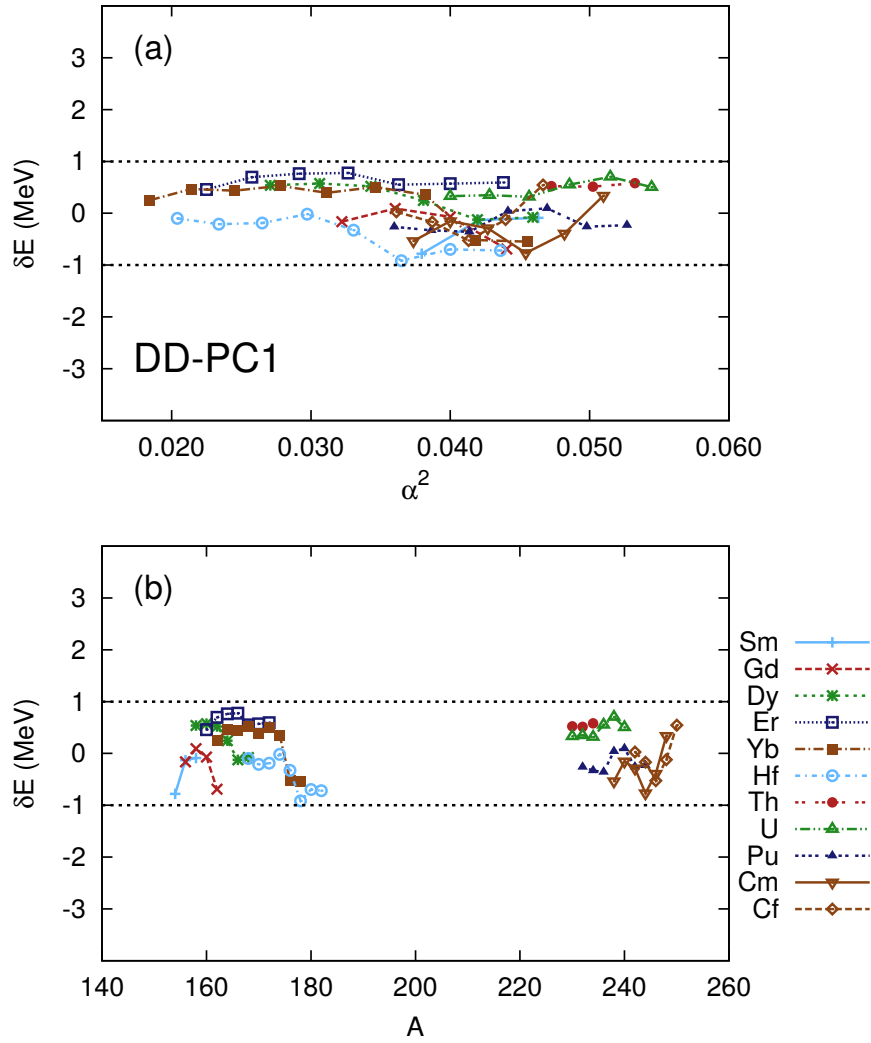 (a)
3
2
1
0
-1
-2
-3
δE (MeV)
DD-PC1
0.020 0.030 0.040 0.050 0.060
α²
(b)
3
2
1
0
-1
-2
-3
δE (MeV)
140 160 180 200 220 240 260
A
Sm
Gd
Dy
Er
Yb
Hf
Th
U
Pu
Cm
Cf